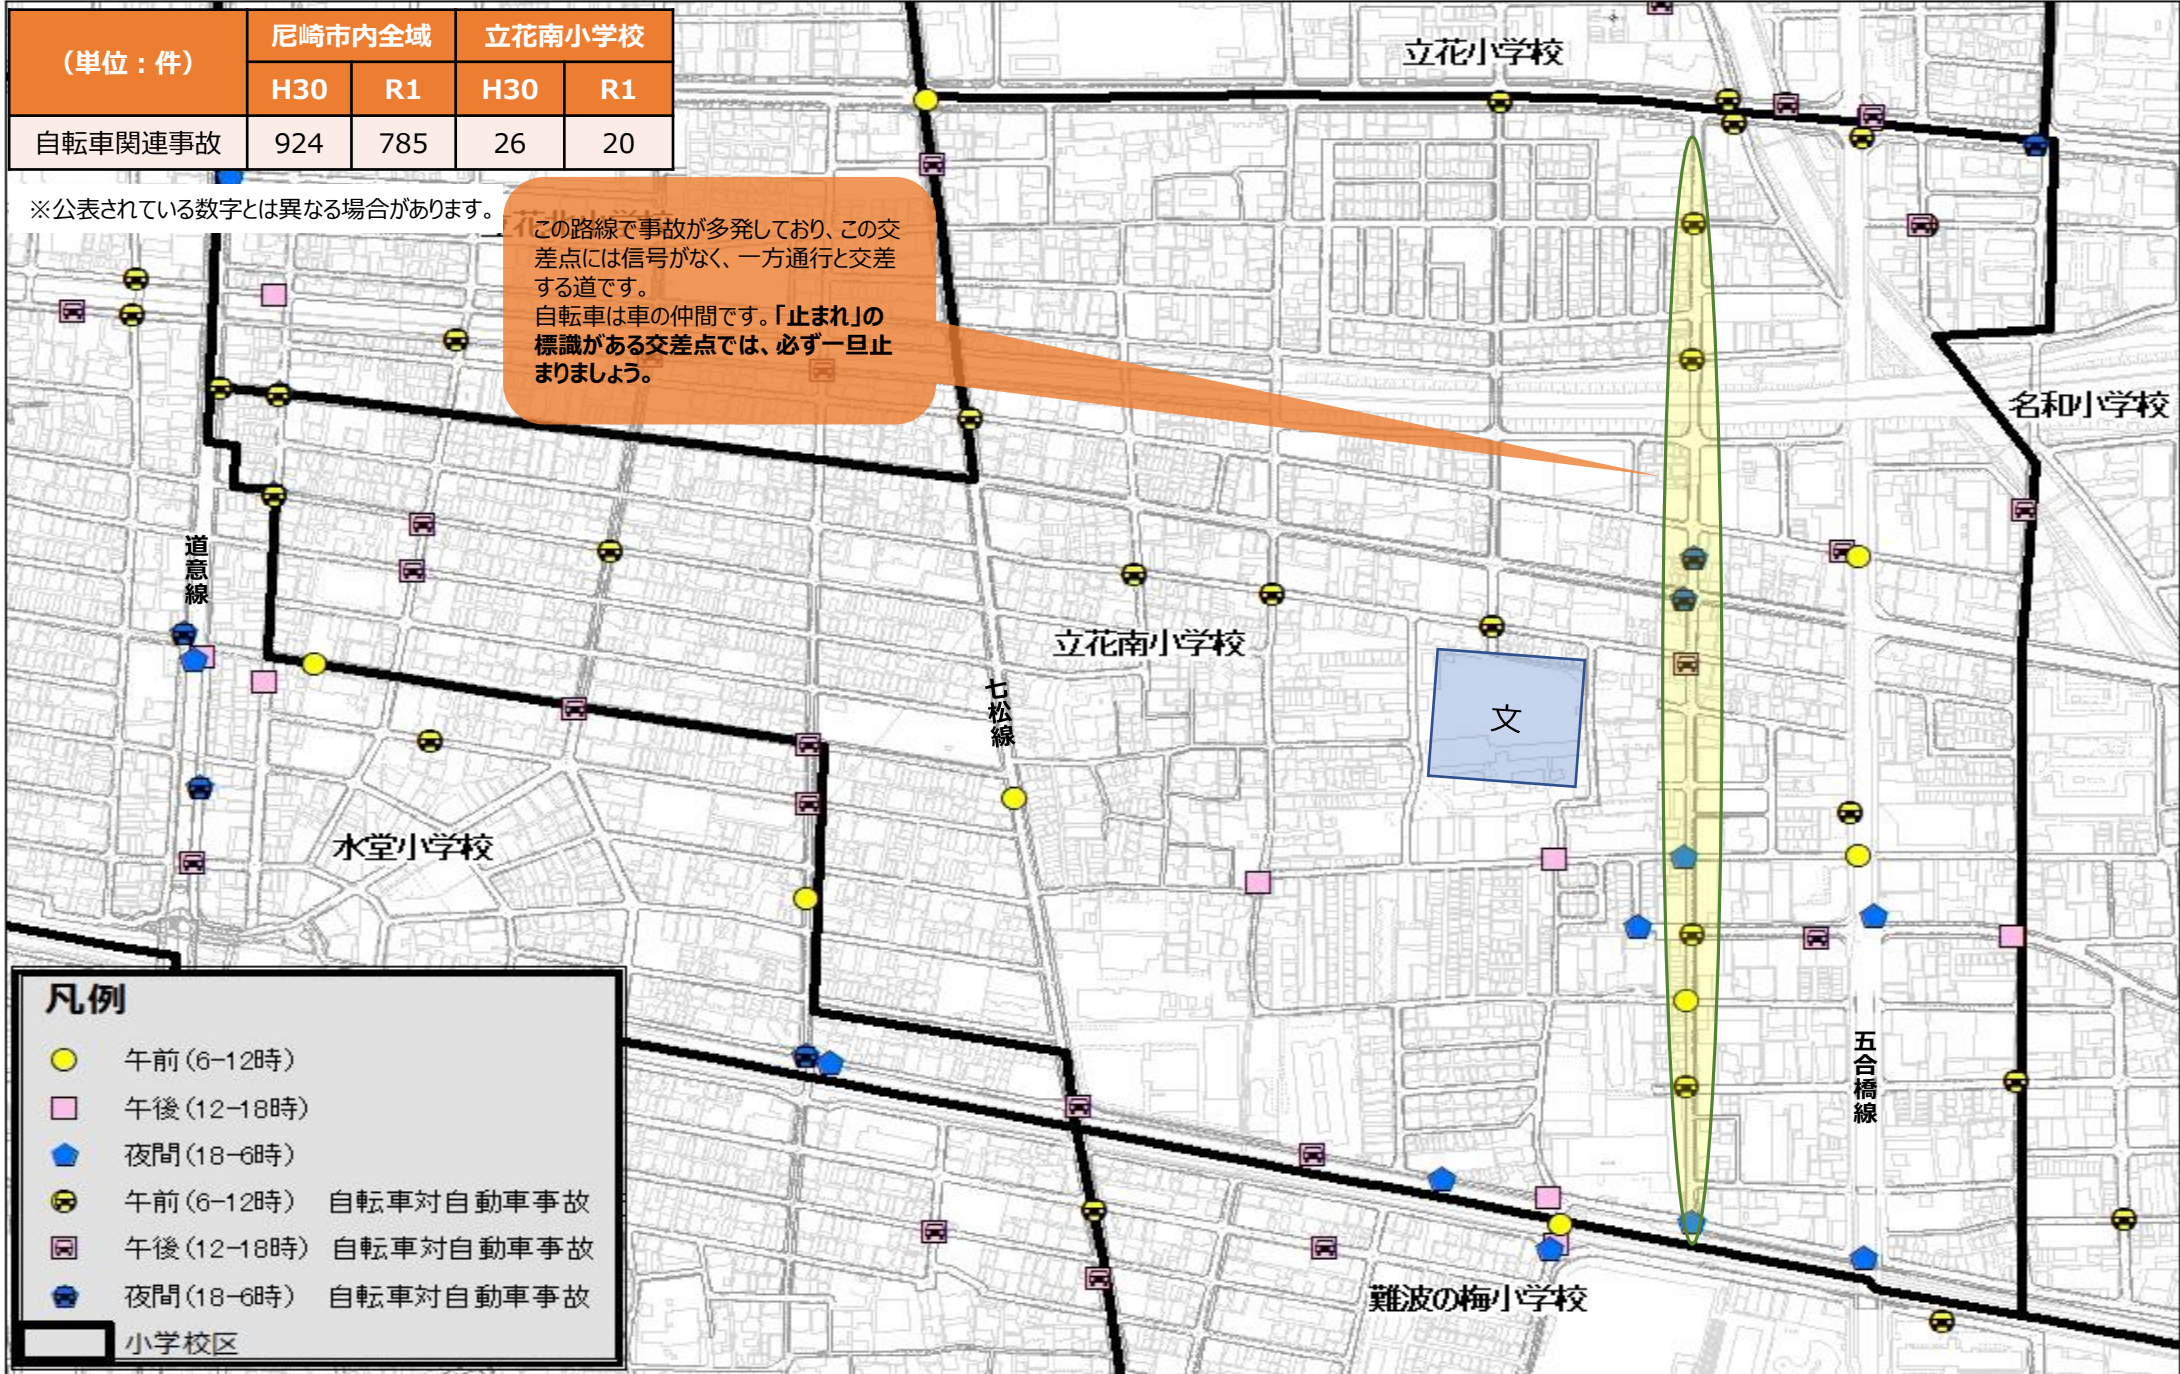 (単位：件)
尼崎市内全域
立花南小学校
H30
R1
H30
R1
自転車関連事故
924
785
26
20
※公表されている数字とは異なる場合があります。
立花北小学校
この路線で事故が多発しており、この交
差点には信号がなく、一方通行と交差
する道です。
自転車は車の仲間です。「止まれ」の
標識がある交差点では、必ず一旦止
まりましょう。
立花小学校
名和小学校
道意線
立花南小学校
七松線
文
水堂小学校
五合橋線
難波の梅小学校
凡例
午前(6-12時)
午後(12-18時)
夜間(18-6時)
午前(6-12時) 自転車対自動車事故
午後(12-18時) 自転車対自動車事故
夜間(18-6時) 自転車対自動車事故
小学校区